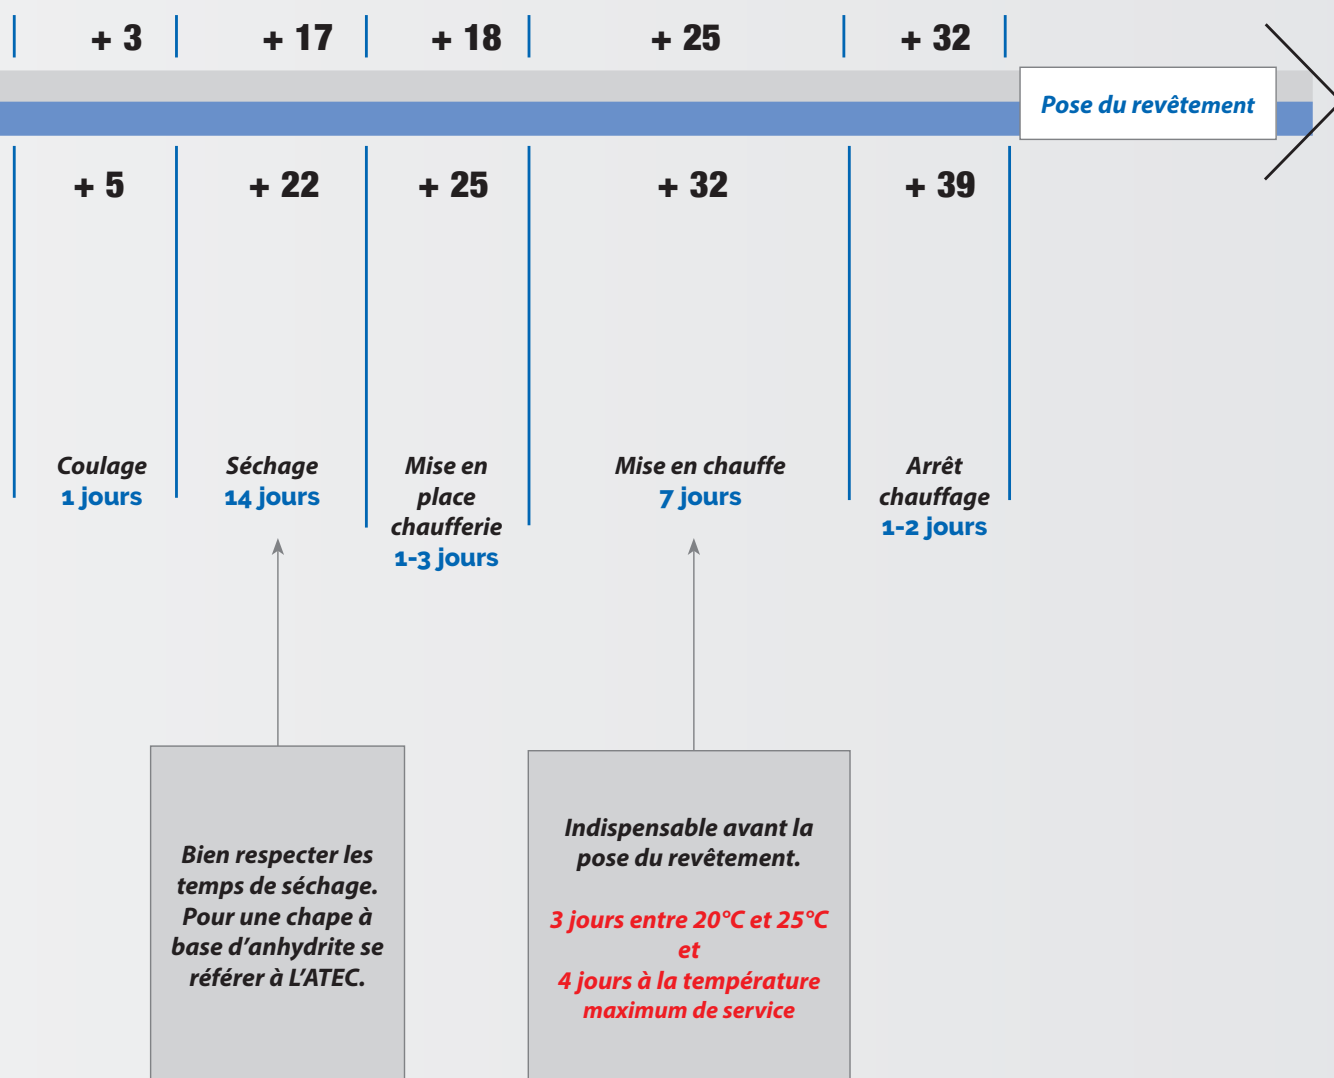 + 3
+ 17
+ 18
+ 25
+ 32
Pose du revêtement
+ 5
+ 22
+ 25
+ 32
+ 39
Coulage
1 jours
Séchage
14 jours
Mise en
place
chaufferie
1-3 jours
Mise en chauffe
7 jours
Arrêt
chauffage
1-2 jours
Bien respecter les
temps de séchage.
Pour une chape à
base d’anhydrite se
référer à L’ATEC.
Indispensable avant la
pose du revêtement.
3 jours entre 20°C et 25°C
et
4 jours à la température
maximum de service